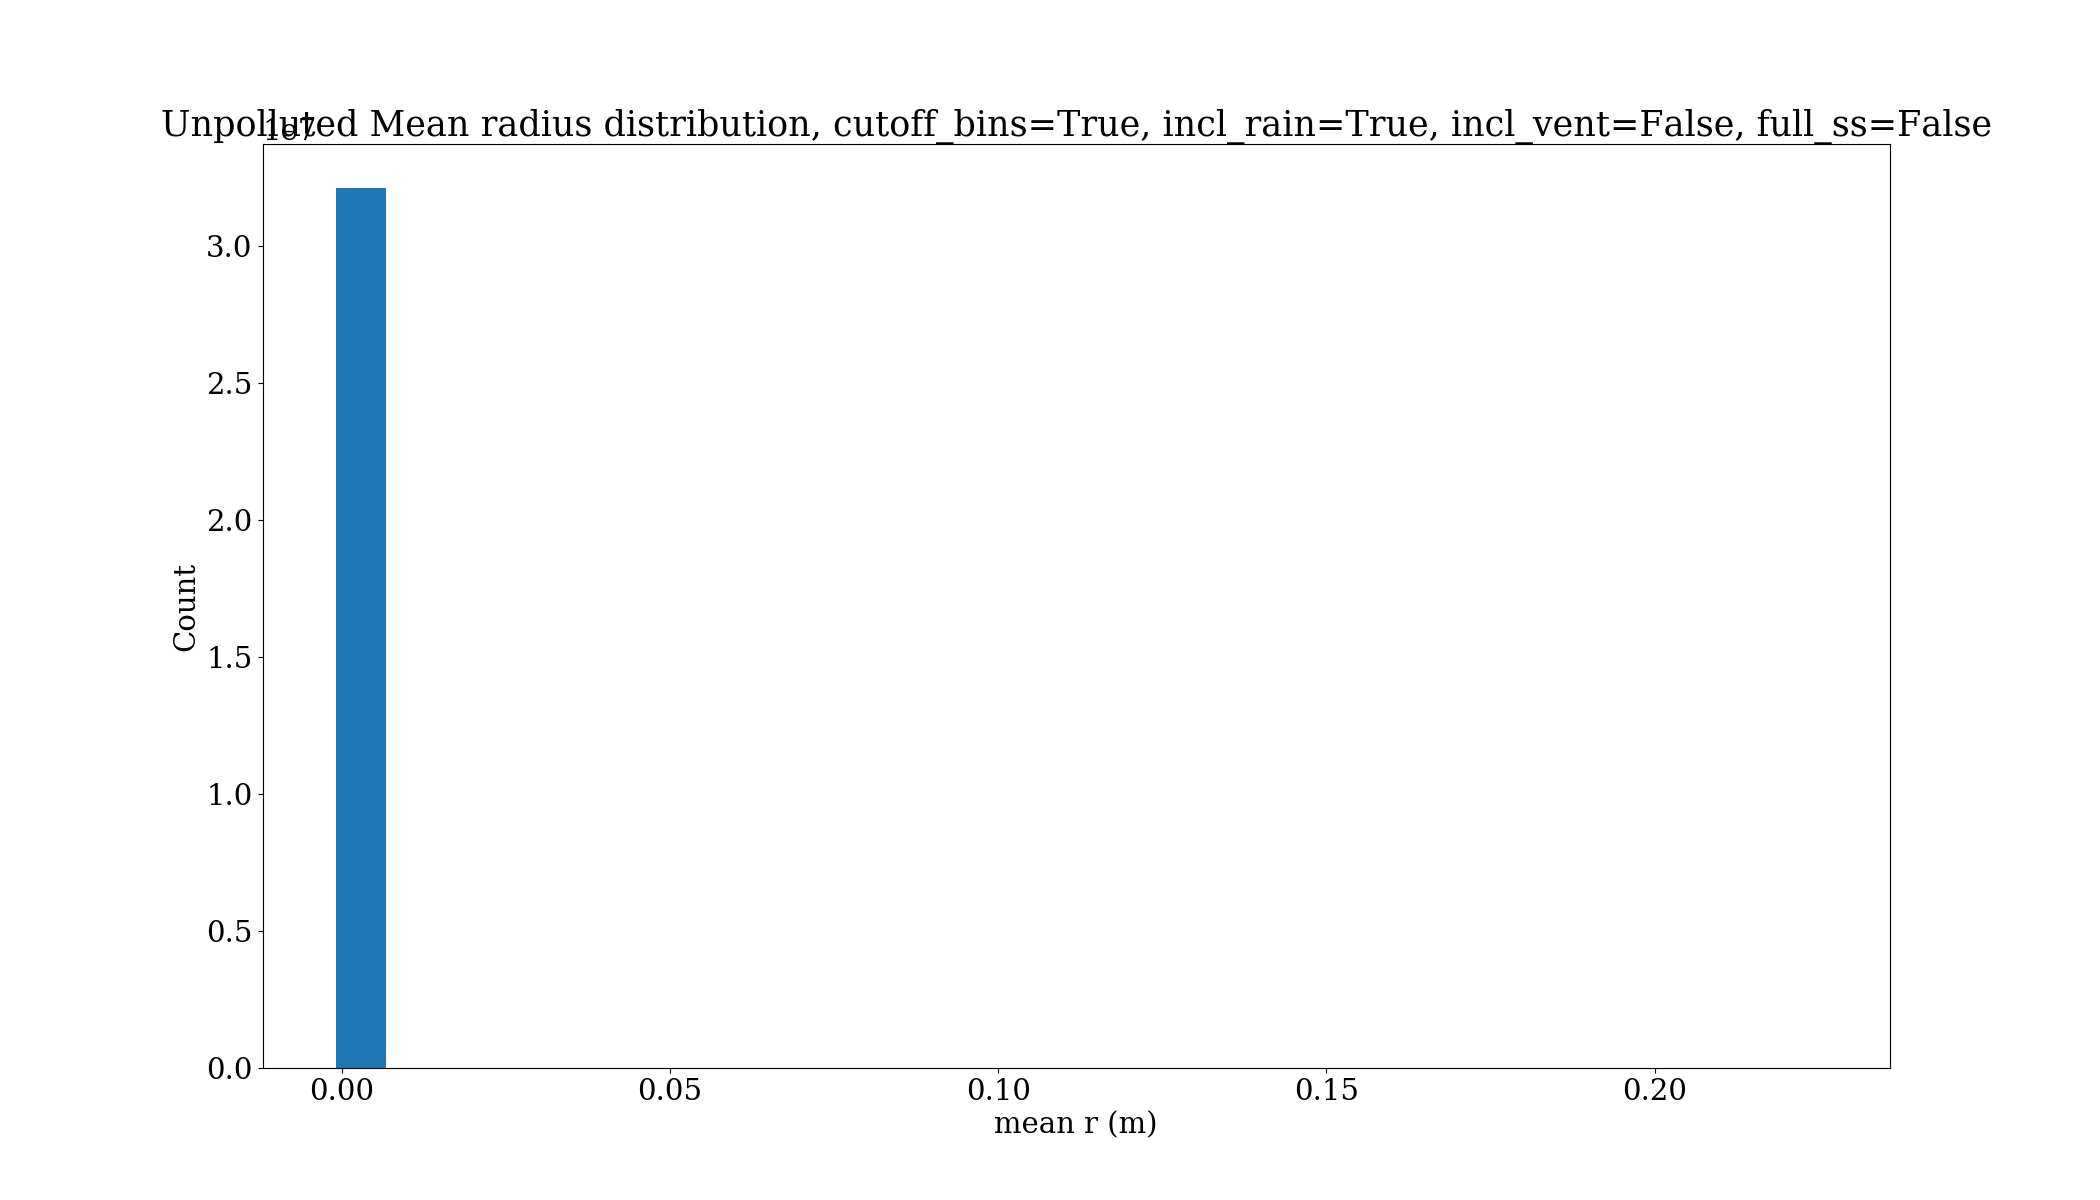 Unpolluted Mean radius distribution, cutoff_bins=True, incl_rain=True, incl_vent=False, full_ss=False
1e7
3.0
2.5
2.0
1.5
1.0
0.5
0.0
Count
0.00 0.05 0.10 0.15 0.20
mean r (m)